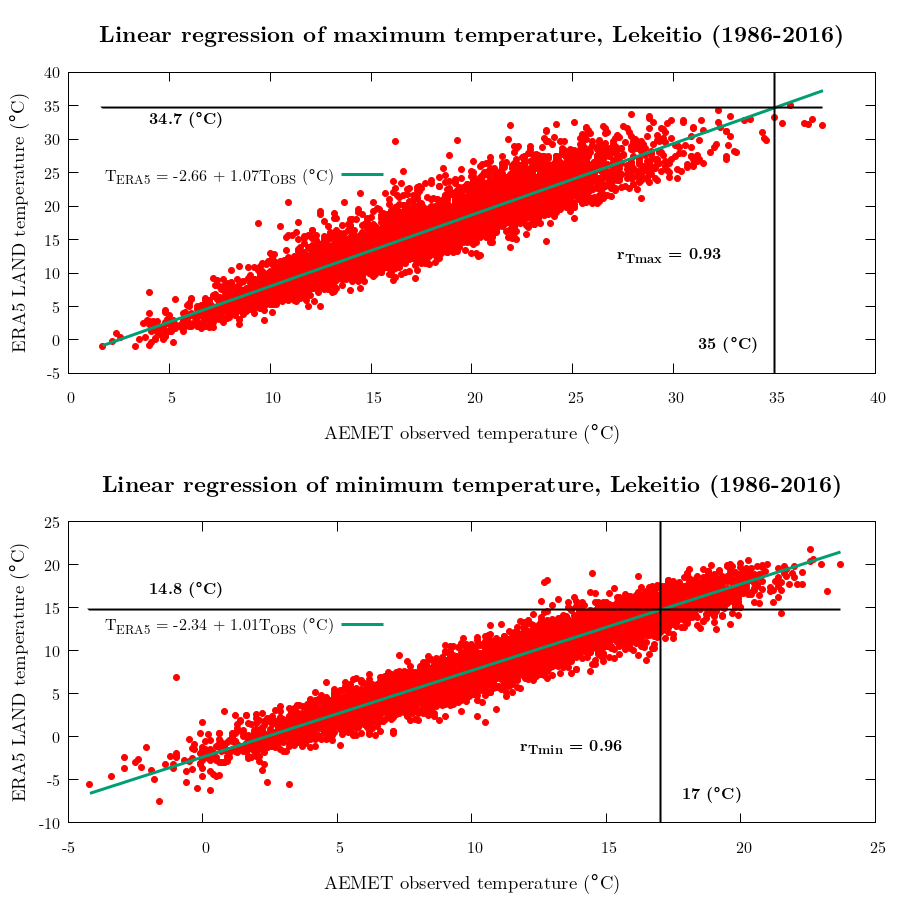 Linear regression of maximum temperature, Lekeitio (1986-2016)
40
35
30
25
20
15
10
5
0
-5
ERA5 LAND temperature (°C)
34.7 (°C)
T_ERA5 = -2.66 + 1.07T_OBS (°C)
r_Tmax = 0.93
35 (°C)
0 5 10 15 20 25 30 35 40
AEMET observed temperature (°C)
Linear regression of minimum temperature, Lekeitio (1986-2016)
25
20
15
10
5
0
-5
-10
ERA5 LAND temperature (°C)
14.8 (°C)
T_ERA5 = -2.34 + 1.01T_OBS (°C)
r_Tmin = 0.96
17 (°C)
-5 0 5 10 15 20 25
AEMET observed temperature (°C)